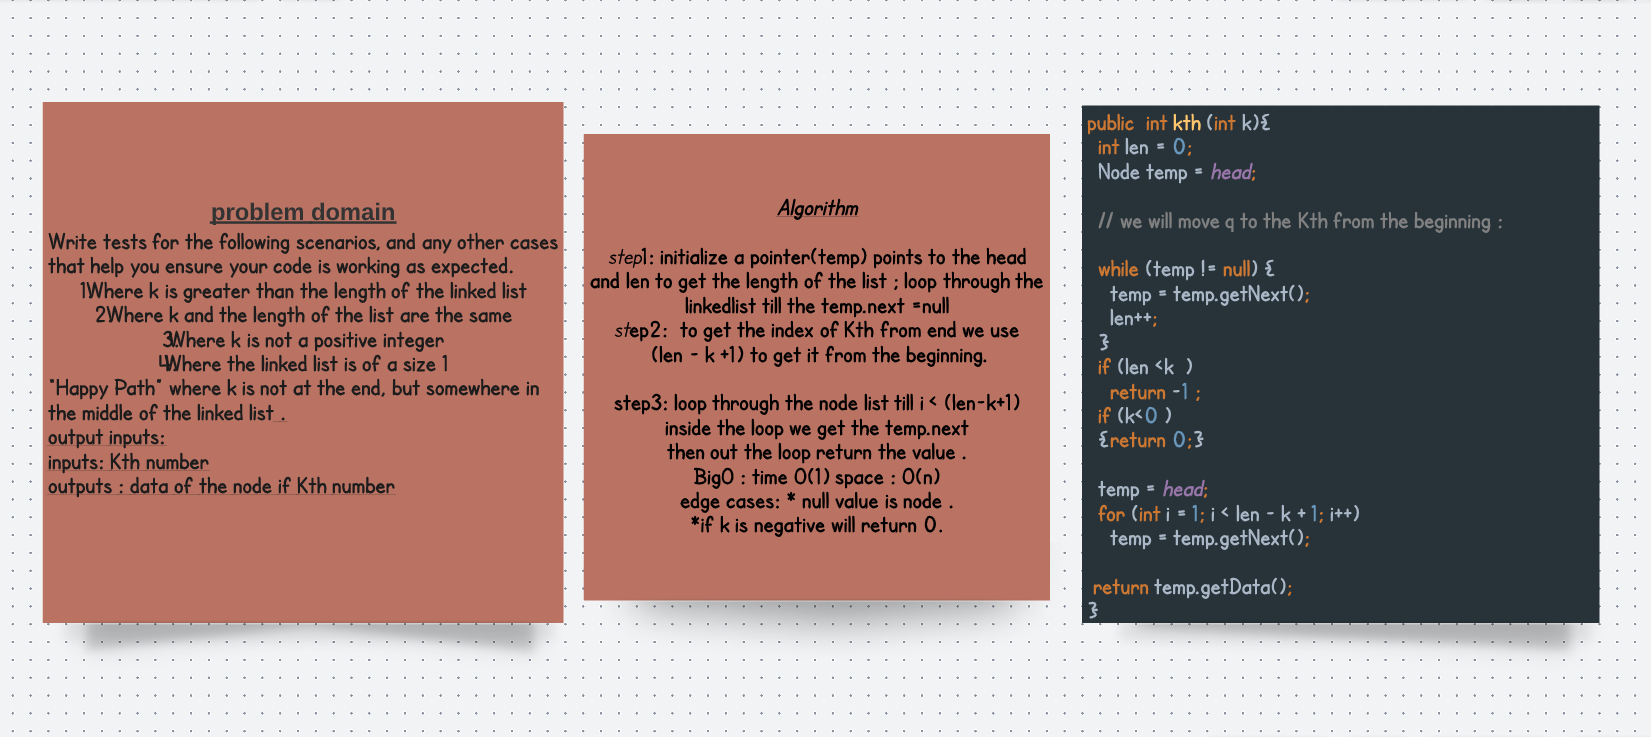 problem domain
Write tests for the following scenarios, and any other cases
that help you ensure your code is working as expected.
1Where k is greater than the length of the linked list
2Where k and the length of the list are the same
3Where k is not a positive integer
4Where the linked list is of a size 1
"Happy Path" where k is not at the end, but somewhere in
the middle of the linked list .
output inputs:
inputs: Kth number
outputs : data of the node if Kth number
Algorithm
step1: initialize a pointer(temp) points to the head
and len to get the length of the list ; loop through the
linkedlist till the temp.next =null
step2: to get the index of Kth from end we use
(len - k +1) to get it from the beginning.
step3: loop through the node list till i < (len-k+1)
inside the loop we get the temp.next
then out the loop return the value .
BigO : time O(1) space : O(n)
edge cases: * null value is node .
*if k is negative will return 0.
public int kth (int k){
int len = 0;
Node temp = head;
// we will move q to the Kth from the beginning :
while (temp != null) {
temp = temp.getNext();
len++;
}
if (len <k )
return -1 ;
if (k<0 )
{return 0;}
temp = head;
for (int i = 1; i < len - k + 1; i++)
temp = temp.getNext();
return temp.getData();
}